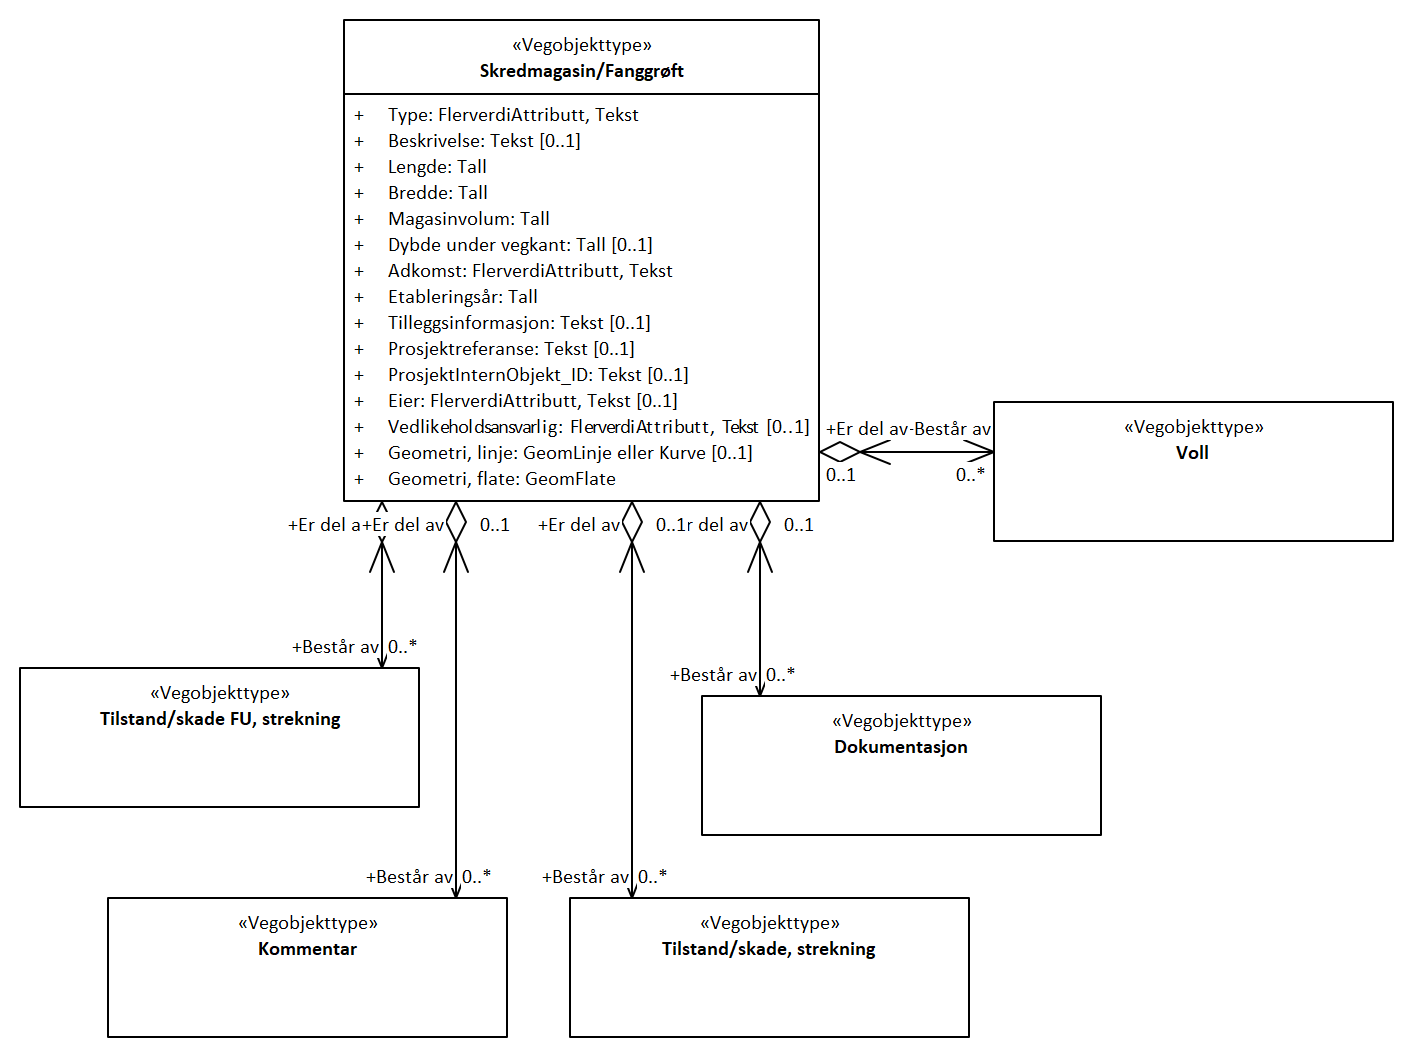 «Vegobjekttype»
Skredmagasin/Fanggrøft
+ Type: FlerverdiAttributt, Tekst
+ Beskrivelse: Tekst [0..1]
+ Lengde: Tall
+ Bredde: Tall
+ Magasinvolum: Tall
+ Dybde under vegkant: Tall [0..1]
+ Adkomst: FlerverdiAttributt, Tekst
+ Etableringsår: Tall
+ Tilleggsinformasjon: Tekst [0..1]
+ Prosjektreferanse: Tekst [0..1]
+ ProsjektInternObjekt_ID: Tekst [0..1]
+ Eier: FlerverdiAttributt, Tekst [0..1]
+ Vedlikeholdsansvarlig: FlerverdiAttributt, Tekst [0..1]
+ Geometri, linje: GeomLinje eller Kurve [0..1]
+ Geometri, flate: GeomFlate
+Er del av
-Består av
0..1
0..*
«Vegobjekttype»
Voll
+Er del a
+Er del av
0..1
+Er del av
0..1
r del av
0..1
+Består av
0..*
«Vegobjekttype»
Tilstand/skade FU, strekning
+Består av
0..*
«Vegobjekttype»
Dokumentasjon
+Består av
0..*
«Vegobjekttype»
Kommentar
+Består av
0..*
«Vegobjekttype»
Tilstand/skade, strekning